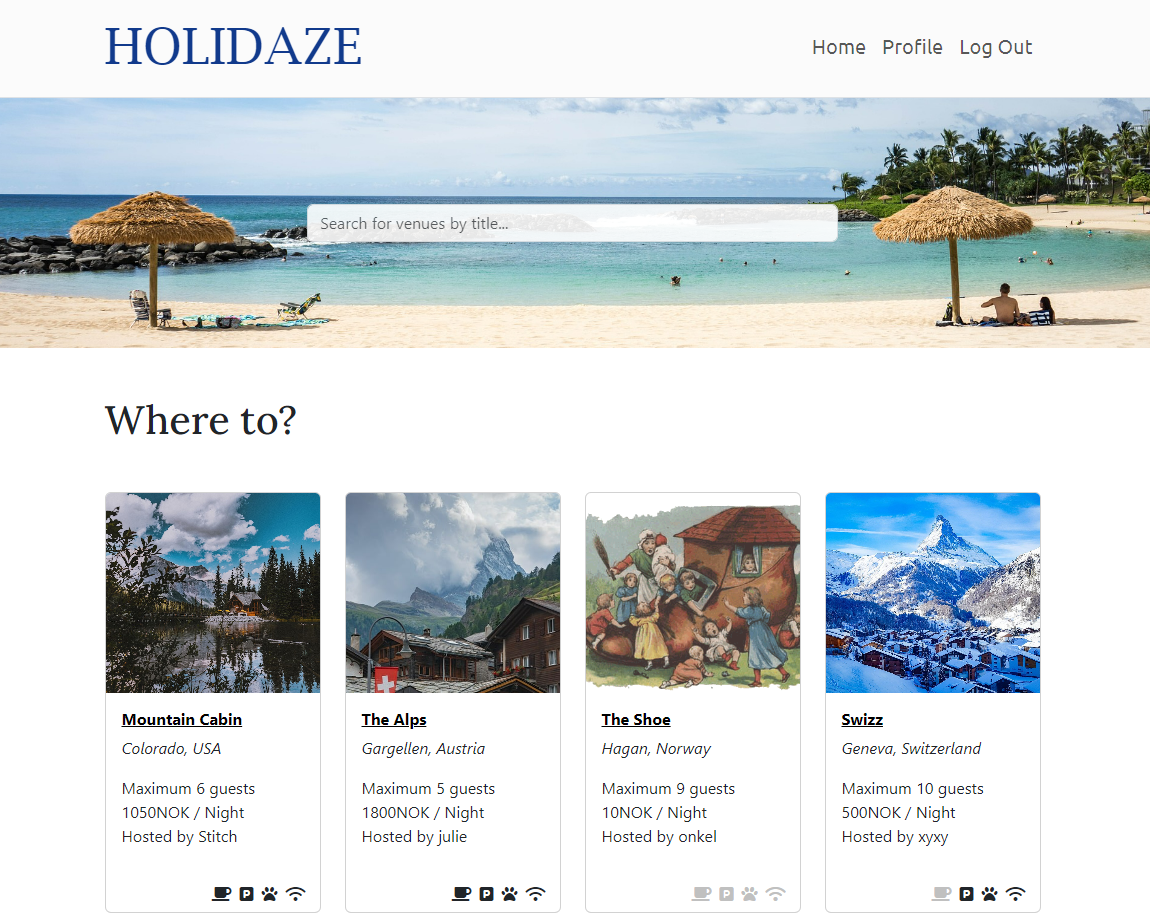 HOLIDAZE
Home Profile Log Out
Search for venues by title...
Where to?
Mountain Cabin
Colorado, USA
Maximum 6 guests
1050NOK / Night
Hosted by Stitch
P
The Alps
Gargellen, Austria
Maximum 5 guests
1800NOK / Night
Hosted by julie
P
The Shoe
Hagan, Norway
Maximum 9 guests
10NOK / Night
Hosted by onkel
P
Swizz
Geneva, Switzerland
Maximum 10 guests
500NOK / Night
Hosted by xyxy
P